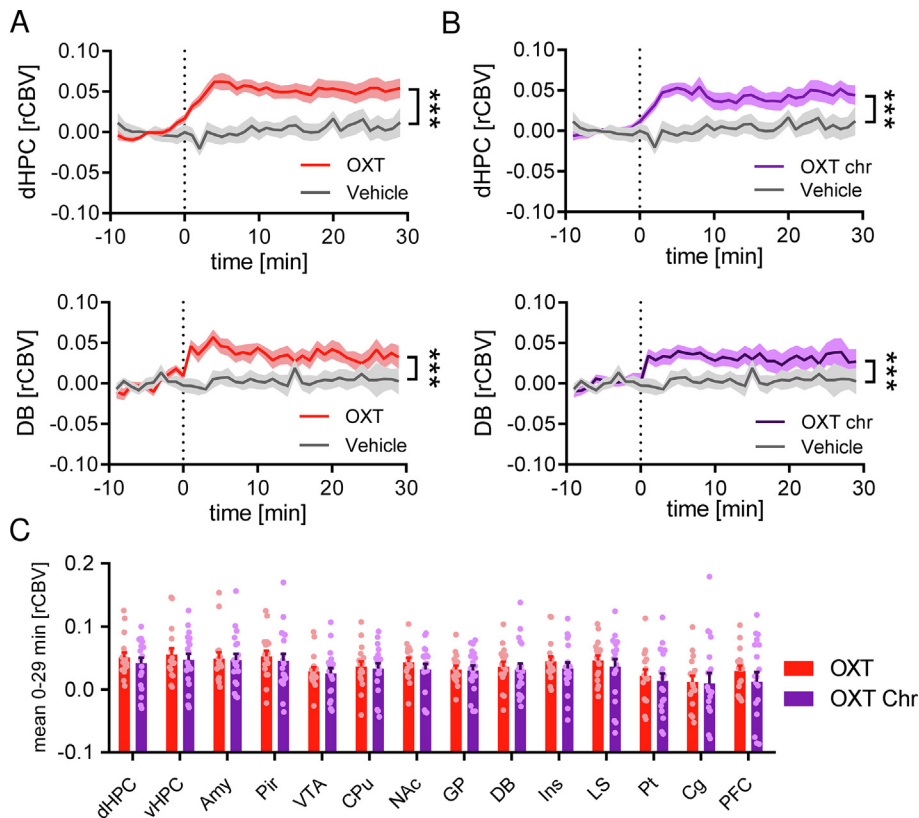 A
dHPC [rCBV]
0.10
0.05
0.00
-0.05
-0.10
-10 0 10 20 30
time [min]
OXT
Vehicle
***
DB [rCBV]
0.10
0.05
0.00
-0.05
-0.10
-10 0 10 20 30
time [min]
OXT
Vehicle
***
B
dHPC [rCBV]
0.10
0.05
0.00
-0.05
-0.10
-10 0 10 20 30
time [min]
OXT chr
Vehicle
***
DB [rCBV]
0.10
0.05
0.00
-0.05
-0.10
-10 0 10 20 30
time [min]
OXT chr
Vehicle
***
C
mean 0-29 min [rCBV]
0.2
0.1
0.0
-0.1
dHPC vHPC Amy Pir VTA CPu NAc GP DB Ins LS Pt Cg PFC
OXT
OXT Chr